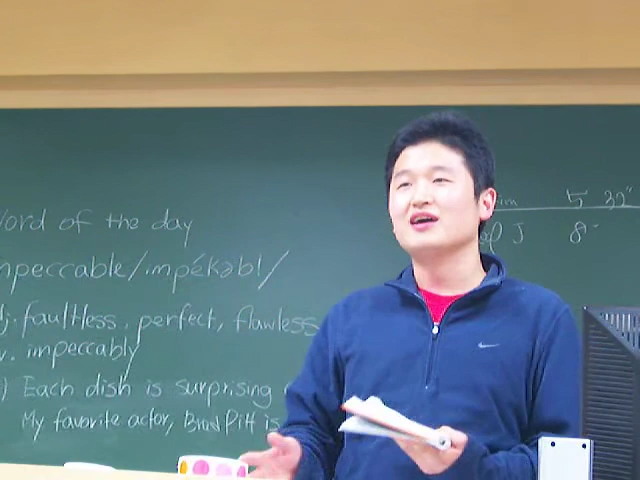 Word of the day
mpeccable/impékəbl/
j. faultless, perfect, flawless
v. impeccably
) Each dish is surprising
My favorite actor, Brad Pitt is
5 32"
J 8